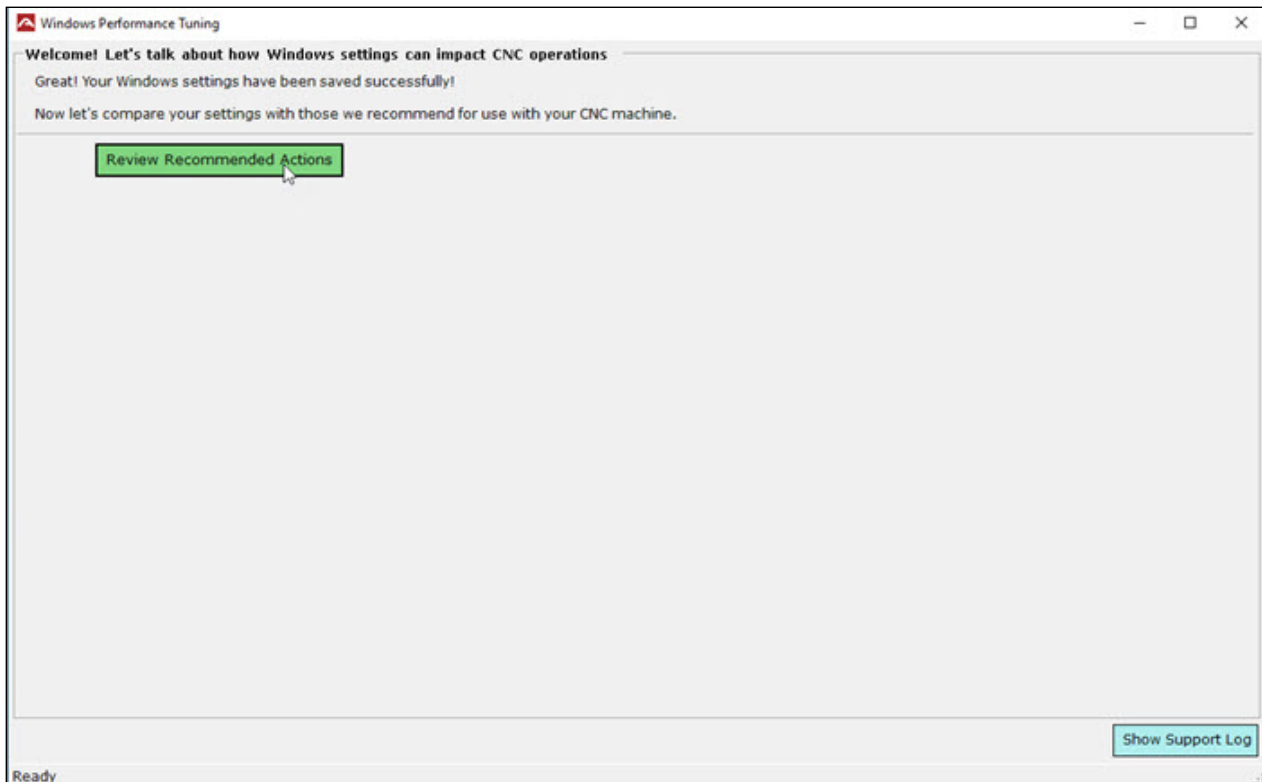 Windows Performance Tuning
Welcome! Let's talk about how Windows settings can impact CNC operations
Great! Your Windows settings have been saved successfully!
Now let's compare your settings with those we recommend for use with your CNC machine.
Review Recommended Actions
Show Support Log
Ready